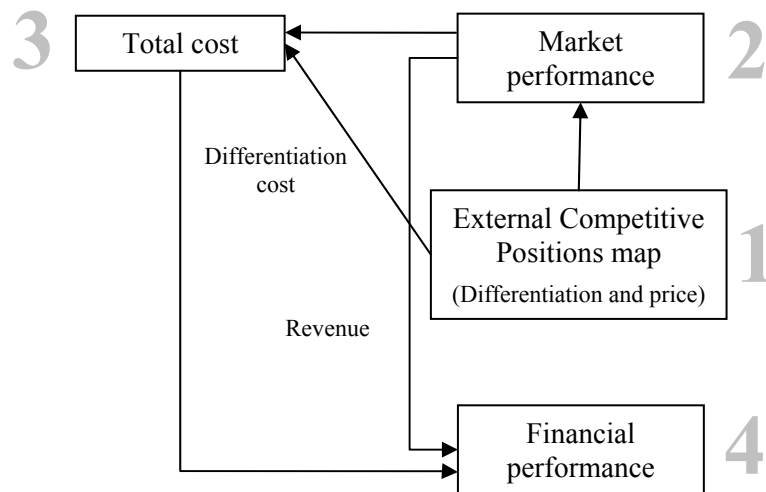 3
Total cost
Market
performance
2
Differentiation
cost
External Competitive
Positions map
(Differentiation and price)
1
Revenue
Financial
performance
4